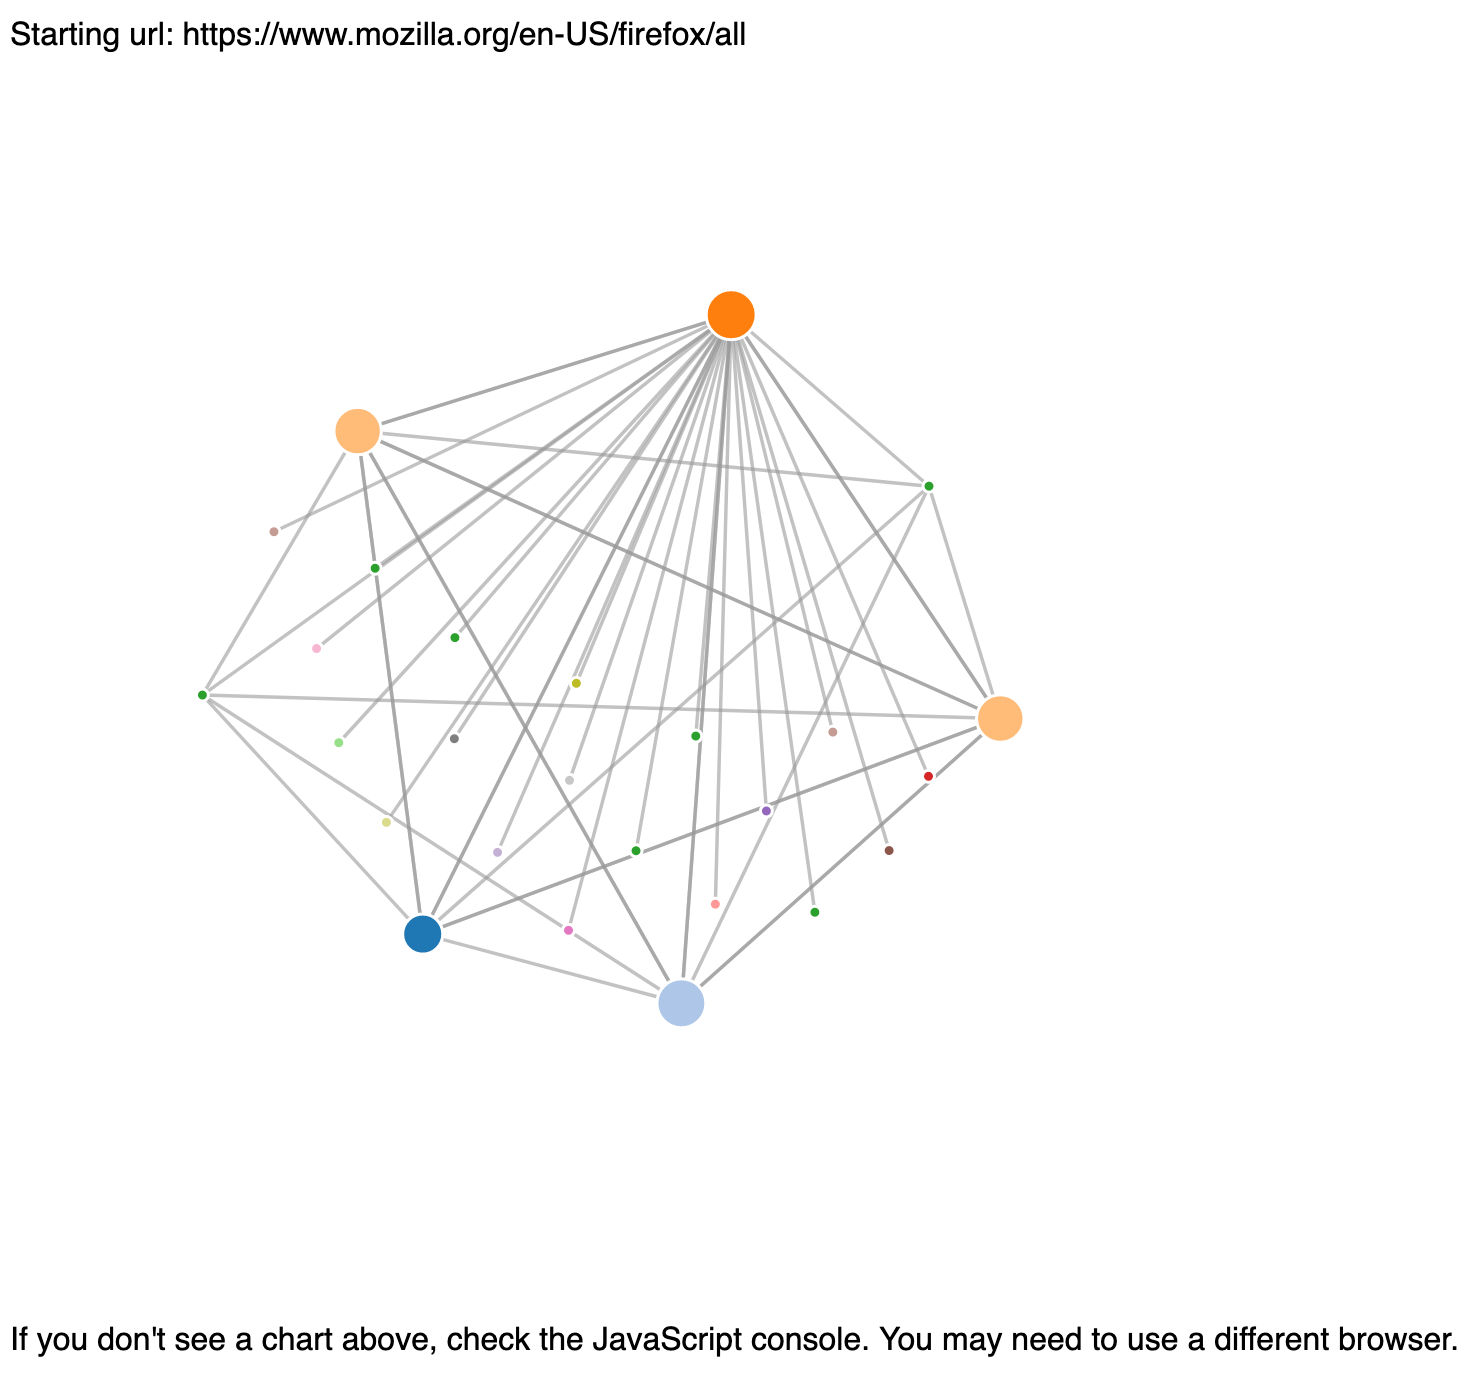 Starting url: https://www.mozilla.org/en-US/firefox/all
If you don't see a chart above, check the JavaScript console. You may need to use a different browser.